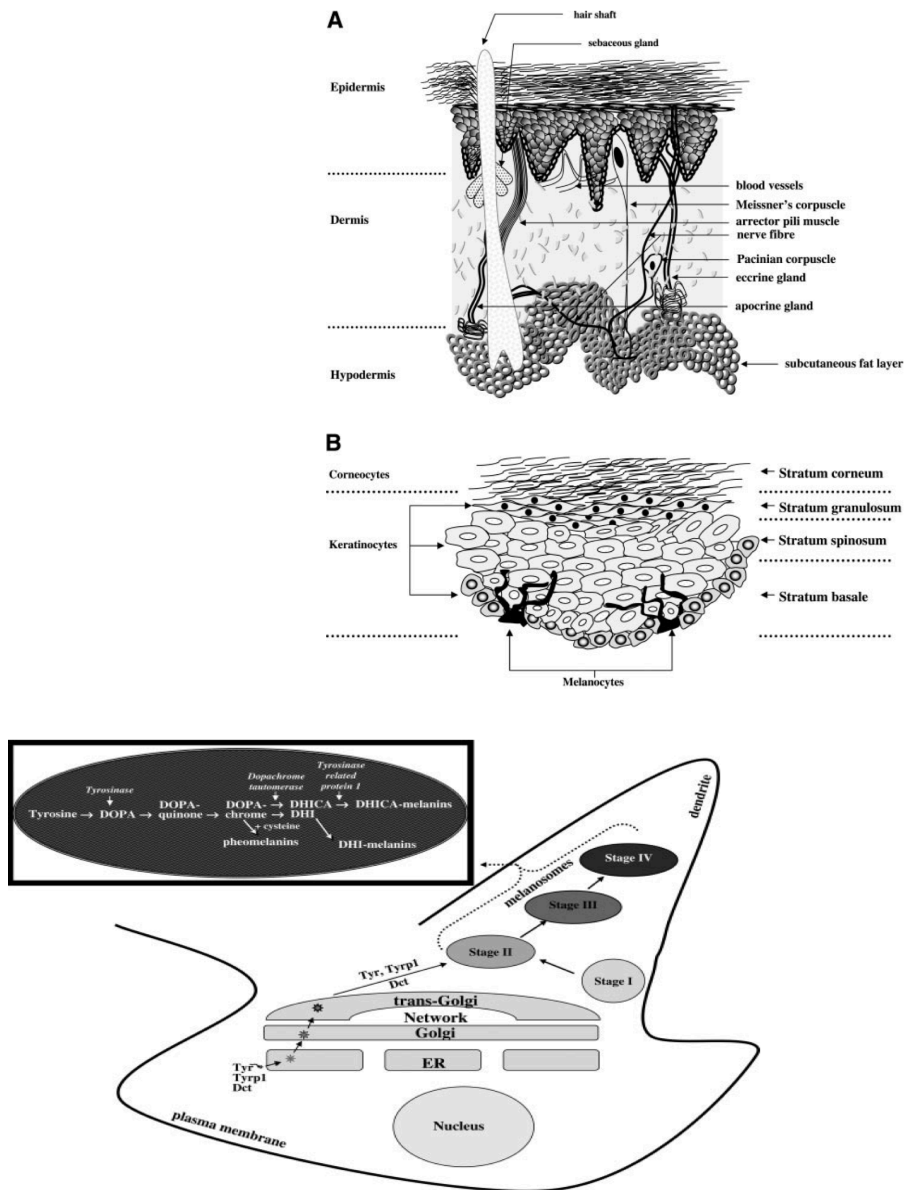 A
hair shaft
sebaceous gland
Epidermis
Dermis
Hypodermis
blood vessels
Meissner's corpuscle
arrector pili muscle
nerve fibre
Pacinian corpuscle
eccrine gland
apocrine gland
subcutaneous fat layer
B
Corneocytes
Keratinocytes
Stratum corneum
Stratum granulosum
Stratum spinosum
Stratum basale
Melanocytes
Tyrosinase
Dopachrome
tautomerase
Tyrosinase
related
protein 1
Tyrosine → DOPA → DOPA-quinone → DOPA-chrome → DHICA → DHICA-melanins
→ DHI
+ cysteine
pheomelanins
DHI-melanins
dendrite
melanosomes
Stage IV
Stage III
Stage II
Stage I
Tyr, Tyrp1
Dct
trans-Golgi
Network
Golgi
ER
Tyr
Tyrp1
Dct
Nucleus
plasma membrane